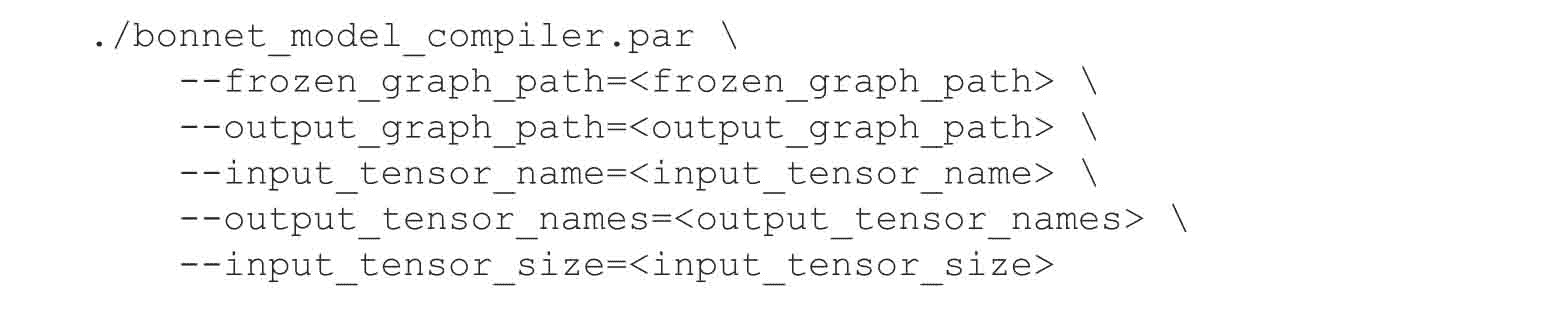 ./bonnet_model_compiler.par \
--frozen_graph_path=<frozen_graph_path> \
--output_graph_path=<output_graph_path> \
--input_tensor_name=<input_tensor_name> \
--output_tensor_names=<output_tensor_names> \
--input_tensor_size=<input_tensor_size>